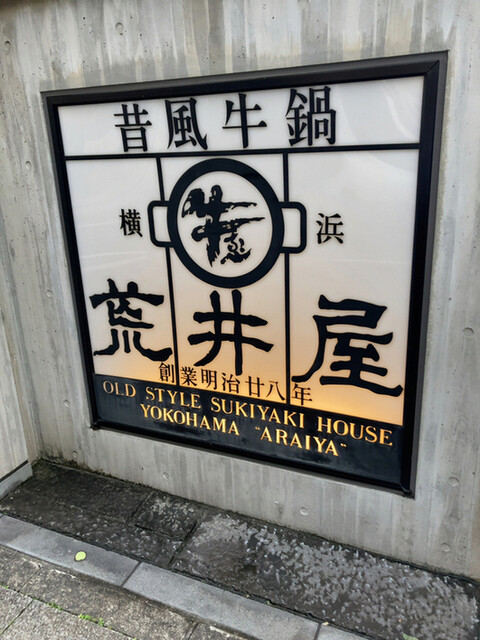 昔風牛鍋
横浜
荒井屋
創業明治廿八年
OLD STYLE SUKIYAKI HOUSE
YOKOHAMA "ARAIYA"